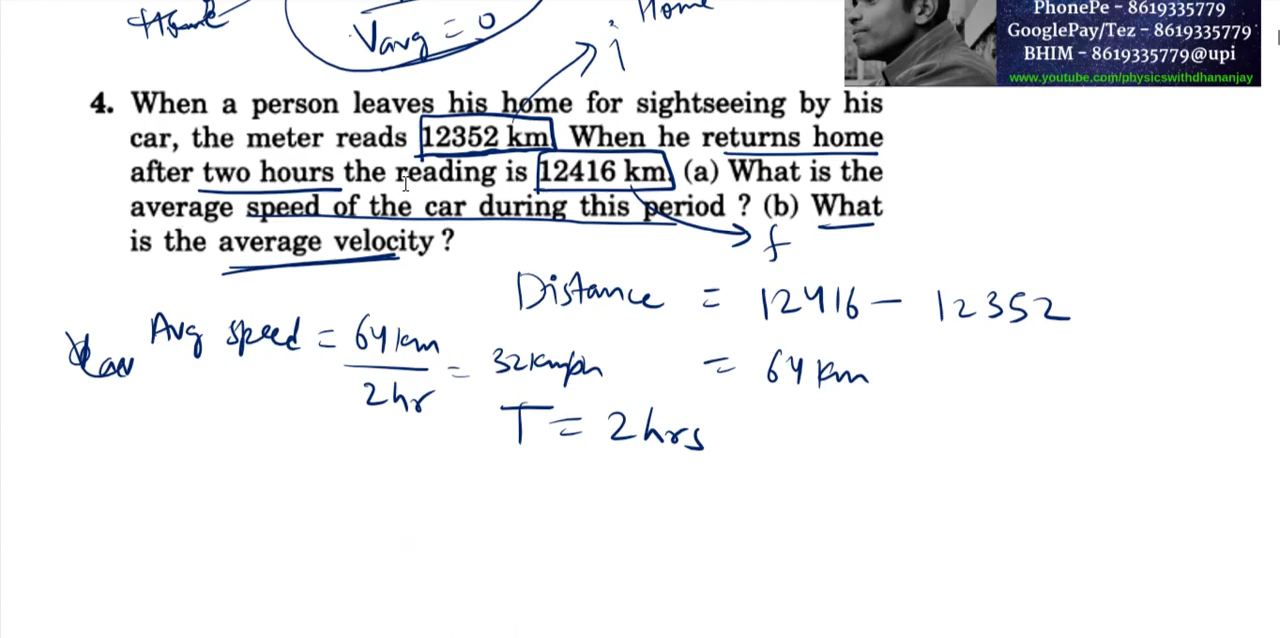 Home
Vavg = 0
i
PhonePe - 8619335779
GooglePay/Tez - 8619335779
BHIM - 8619335779@upi
www.youtube.com/physicswithdhananjay
4. When a person leaves his home for sightseeing by his
car, the meter reads 12352 km. When he returns home
after two hours the reading is 12416 km. (a) What is the
average speed of the car during this period ? (b) What
is the average velocity ?
f
Distance = 12416 - 12352
= 64 km
Avg speed = 64 km
2 hr
= 32 kmph
T = 2 hrs